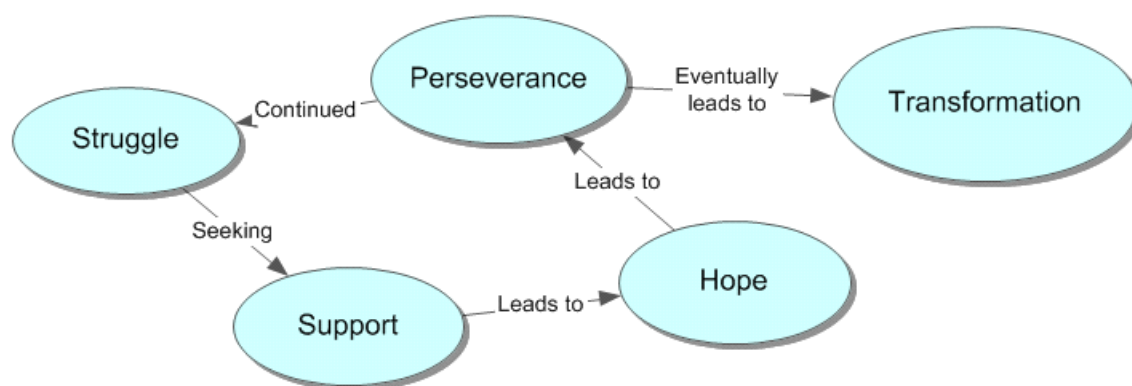 Perseverance
Eventually
leads to
Transformation
Continued
Struggle
Leads to
Seeking
Hope
Leads to
Support